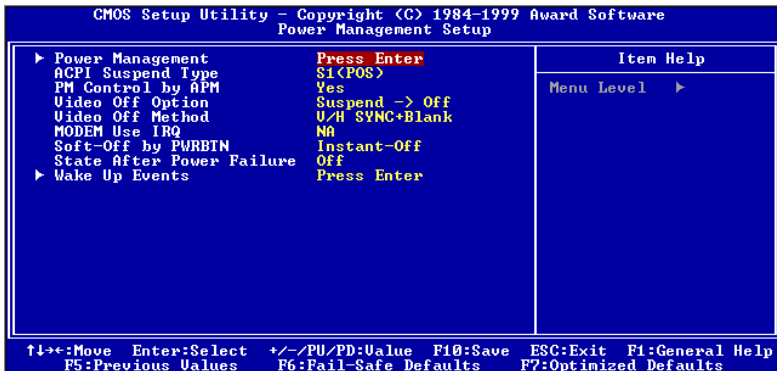 CMOS Setup Utility - Copyright (C) 1984-1999 Award Software
Power Management Setup
▶ Power Management Press Enter
ACPI Suspend Type S1(POS)
PM Control by APM Yes
Video Off Option Suspend -> Off
Video Off Method V/H SYNC+Blank
MODEM Use IRQ NA
Soft-Off by PWRBTN Instant-Off
State After Power Failure Off
▶ Wake Up Events Press Enter
Item Help
Menu Level ▶
↑↓→←:Move Enter:Select +/-/PU/PD:Value F10:Save ESC:Exit F1:General Help
F5:Previous Values F6:Fail-Safe Defaults F7:Optimized Defaults